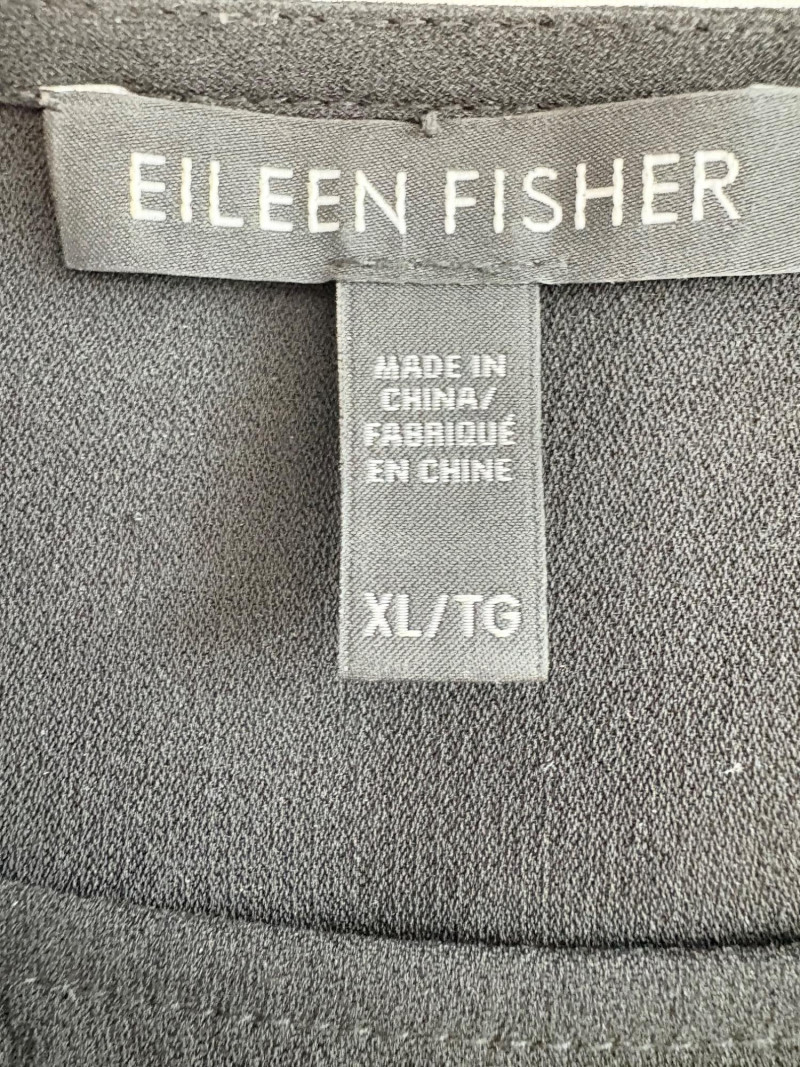 EILEEN FISHER
MADE IN
CHINA/
FABRIQUÉ
EN CHINE
XL/TG